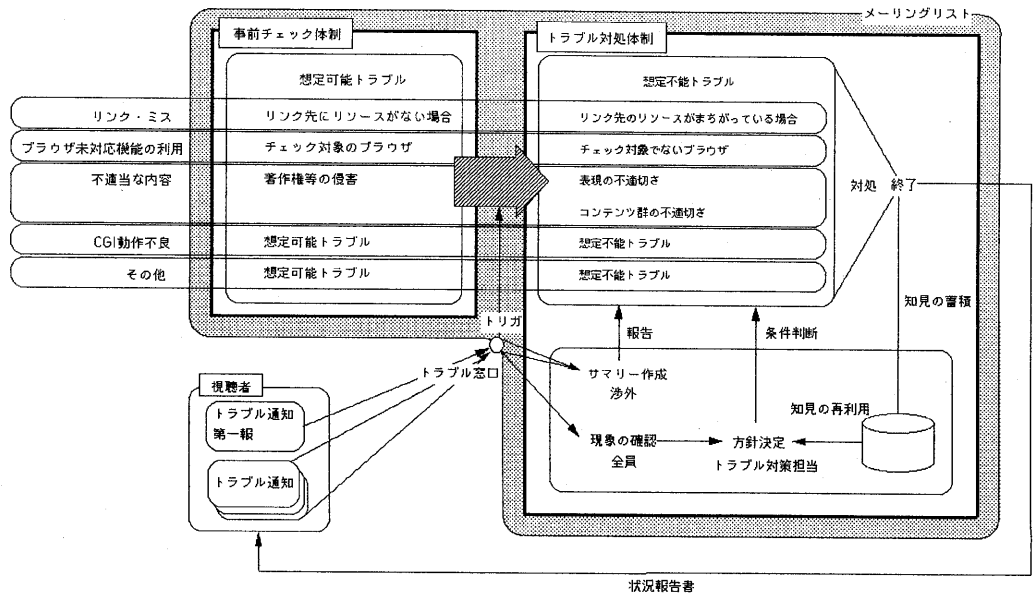 メーリングリスト
事前チェック体制
トラブル対処体制
想定可能トラブル
想定不能トラブル
リンク・ミス
リンク先にリソースがない場合
リンク先のリソースがまちがっている場合
ブラウザ未対応機能の利用
チェック対象のブラウザ
チェック対象でないブラウザ
不適当な内容
著作権等の侵害
表現の不適切さ
コンテンツ群の不適切さ
対処
終了
CGI動作不良
想定可能トラブル
想定不能トラブル
その他
想定可能トラブル
想定不能トラブル
知見の蓄積
トリガ
報告
条件判断
トラブル窓口
サマリー作成
渉外
視聴者
トラブル通知
第一報
トラブル通知
知見の再利用
現象の確認
全員
方針決定
トラブル対策担当
状況報告書